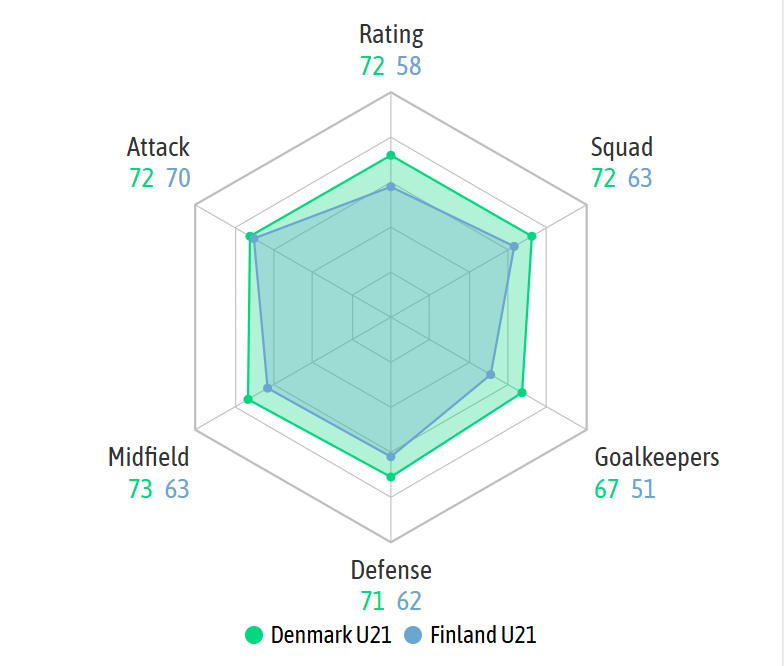 Rating
72 58
Attack
72 70
Squad
72 63
Midfield
73 63
Goalkeepers
67 51
Defense
71 62
Denmark U21 Finland U21